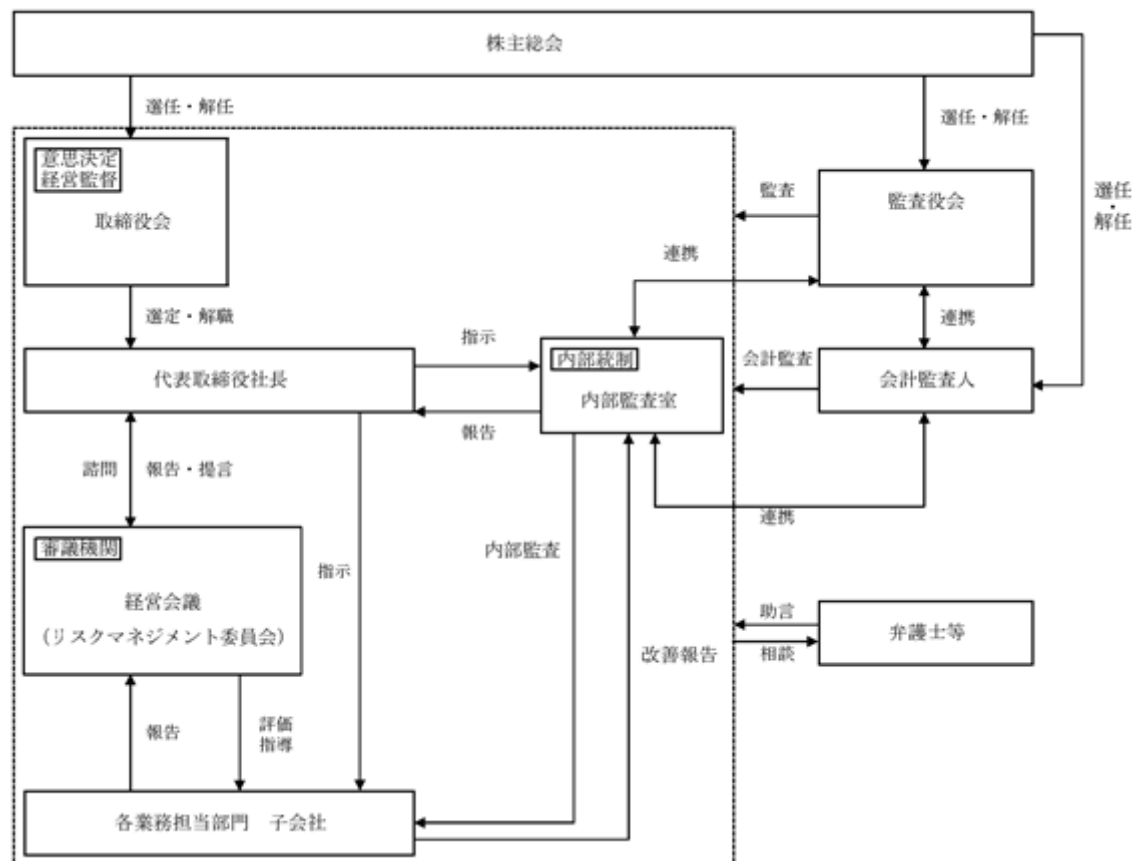 株主総会
選任・解任
選任・解任
選任
・
解任
意思決定
経営監督
取締役会
監査役会
監査
連携
選定・解職
連携
指示
代表取締役社長
内部統制
内部監査室
会計監査
会計監査人
報告
諮問
報告・提言
連携
審議機関
経営会議
(リスクマネジメント委員会)
指示
内部監査
助言
弁護士等
相談
改善報告
報告
評価
指導
各業務担当部門 子会社